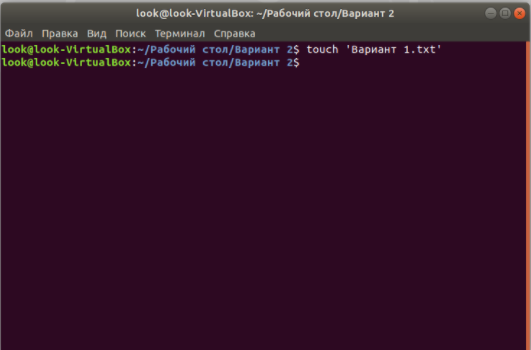 look@look-VirtualBox: ~/Рабочий стол/Вариант 2
Файл Правка Вид Поиск Терминал Справка
look@look-VirtualBox:~/Рабочий стол/Вариант 2$ touch 'Вариант 1.txt'
look@look-VirtualBox:~/Рабочий стол/Вариант 2$